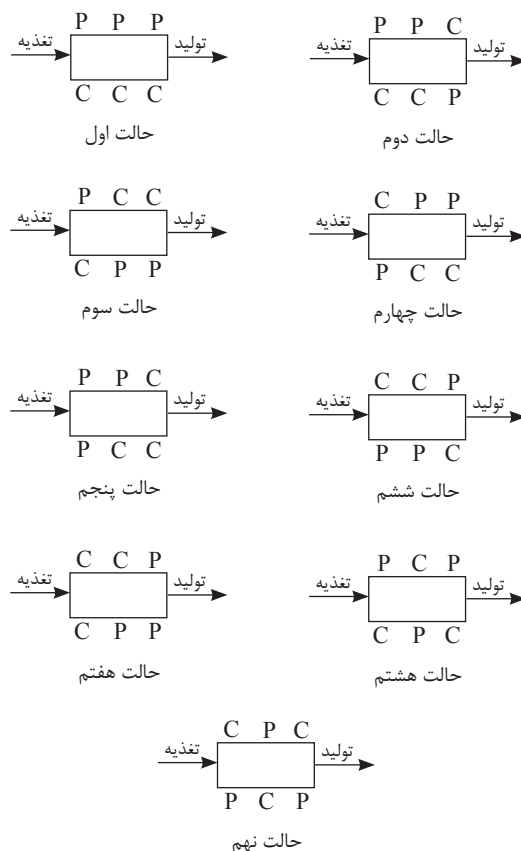 P P P
تغذیه تولید
C C C
حالت اول
P P C
تغذیه تولید
C C P
حالت دوم
P C C
تغذیه تولید
C P P
حالت سوم
C P P
تغذیه تولید
P C C
حالت چهارم
P P C
تغذیه تولید
P C C
حالت پنجم
C C P
تغذیه تولید
P P C
حالت ششم
C C P
تغذیه تولید
C P P
حالت هفتم
P C P
تغذیه تولید
C P C
حالت هشتم
C P C
تغذیه تولید
P C P
حالت نهم